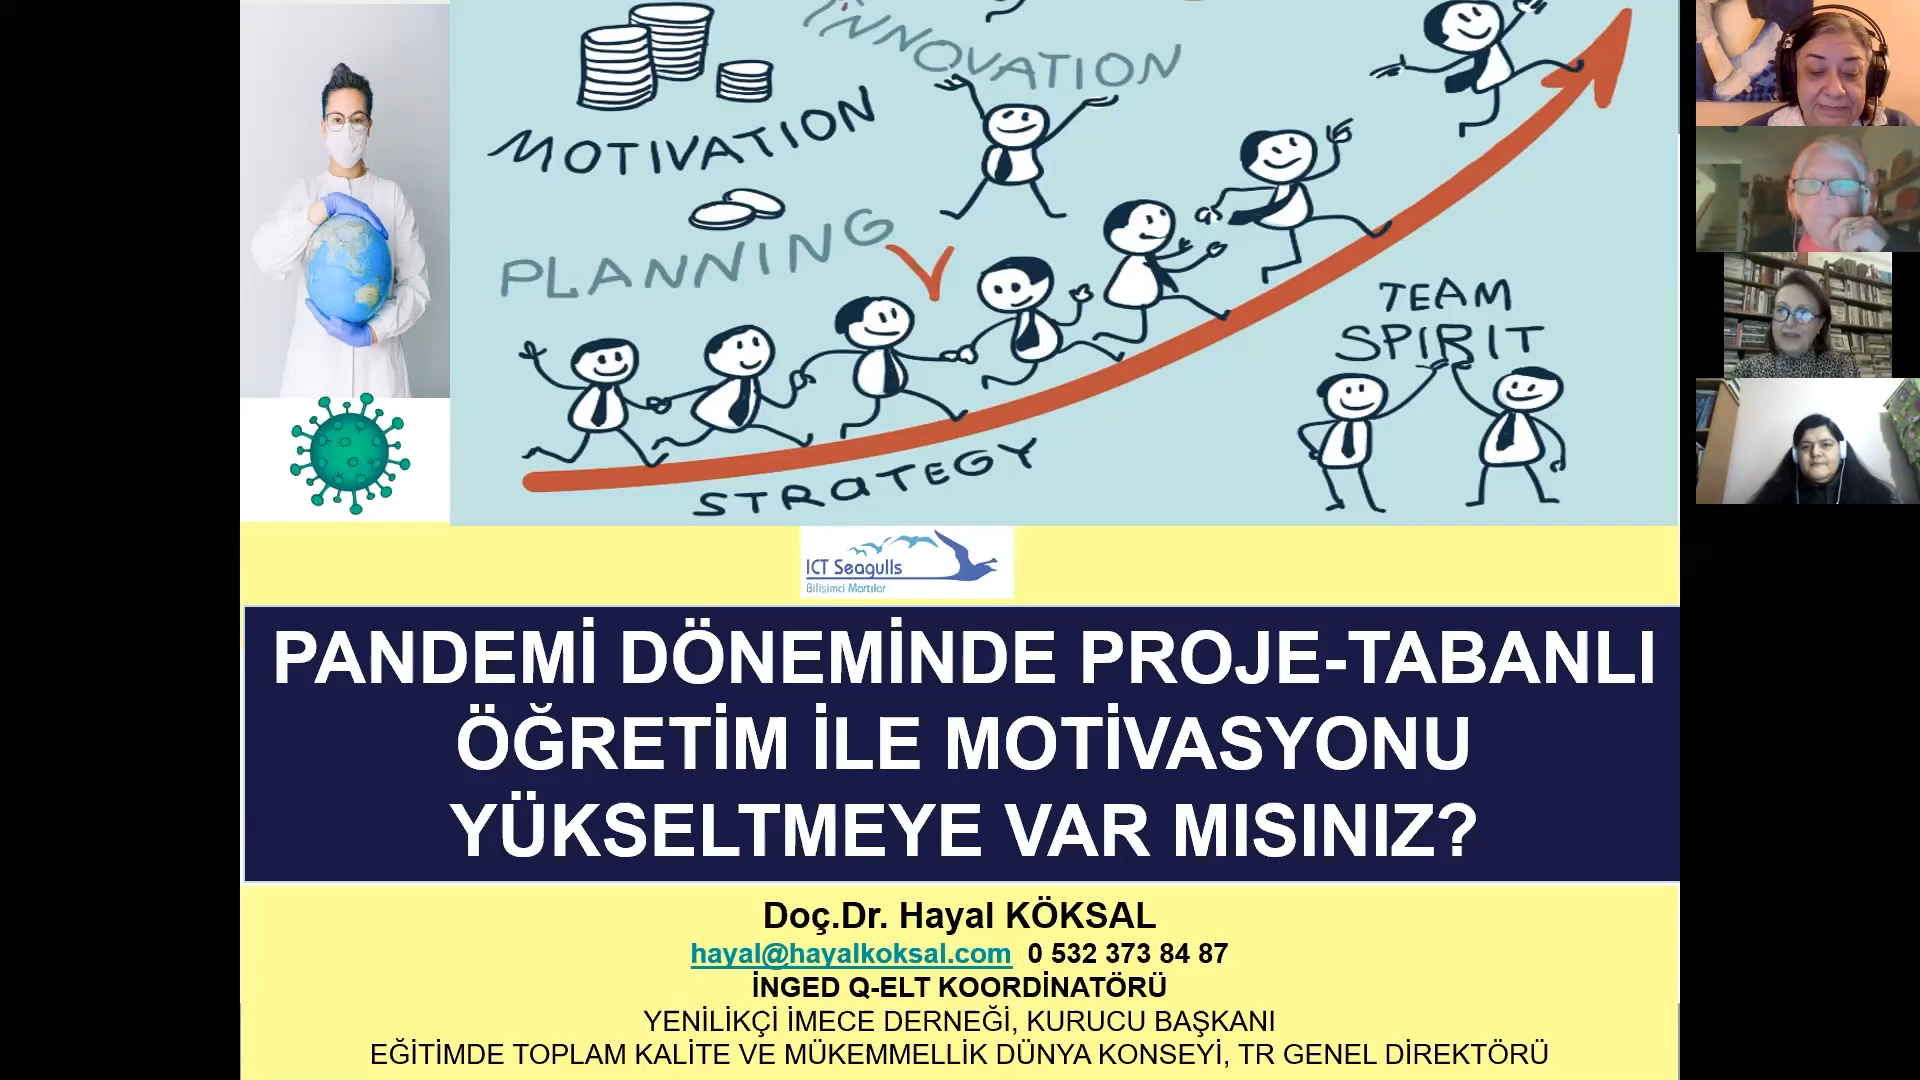 INNOVATION
MOTIVATION
PLANNING
TEAM
SPIRIT
STRaTEGY
ICT Seagulls
Bilişimci Martılar
PANDEMİ DÖNEMİNDE PROJE-TABANLI
ÖĞRETİM İLE MOTİVASYONU
YÜKSELTMEYE VAR MISINIZ?
Doç.Dr. Hayal KÖKSAL
hayal@hayalkoksal.com 0 532 373 84 87
İNGED Q-ELT KOORDİNATÖRÜ
YENİLİKÇİ İMECE DERNEĞİ, KURUCU BAŞKANI
EĞİTİMDE TOPLAM KALİTE VE MÜKEMMELLİK DÜNYA KONSEYİ, TR GENEL DİREKTÖRÜ